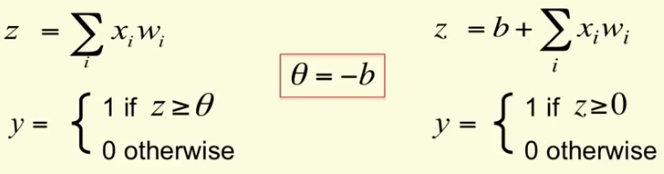 z = ∑ᵢ xᵢwᵢ
y = { 1 if z ≥ θ
0 otherwise
θ = −b
z = b + ∑ᵢ xᵢwᵢ
y = { 1 if z ≥ 0
0 otherwise